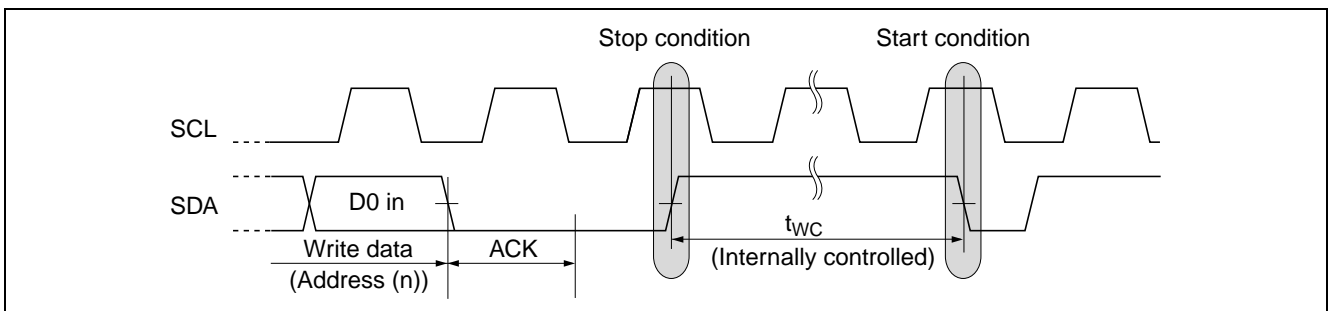 Stop condition
Start condition
SCL
SDA
D0 in
Write data
(Address (n))
ACK
tWC
(Internally controlled)